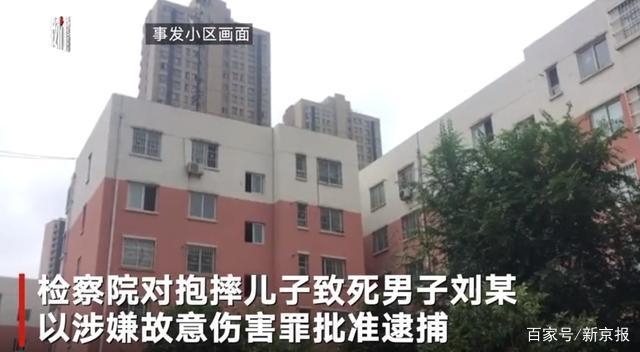 事发小区画面
检察院对抱摔儿子致死男子刘某
以涉嫌故意伤害罪批准逮捕
百家号/新京报